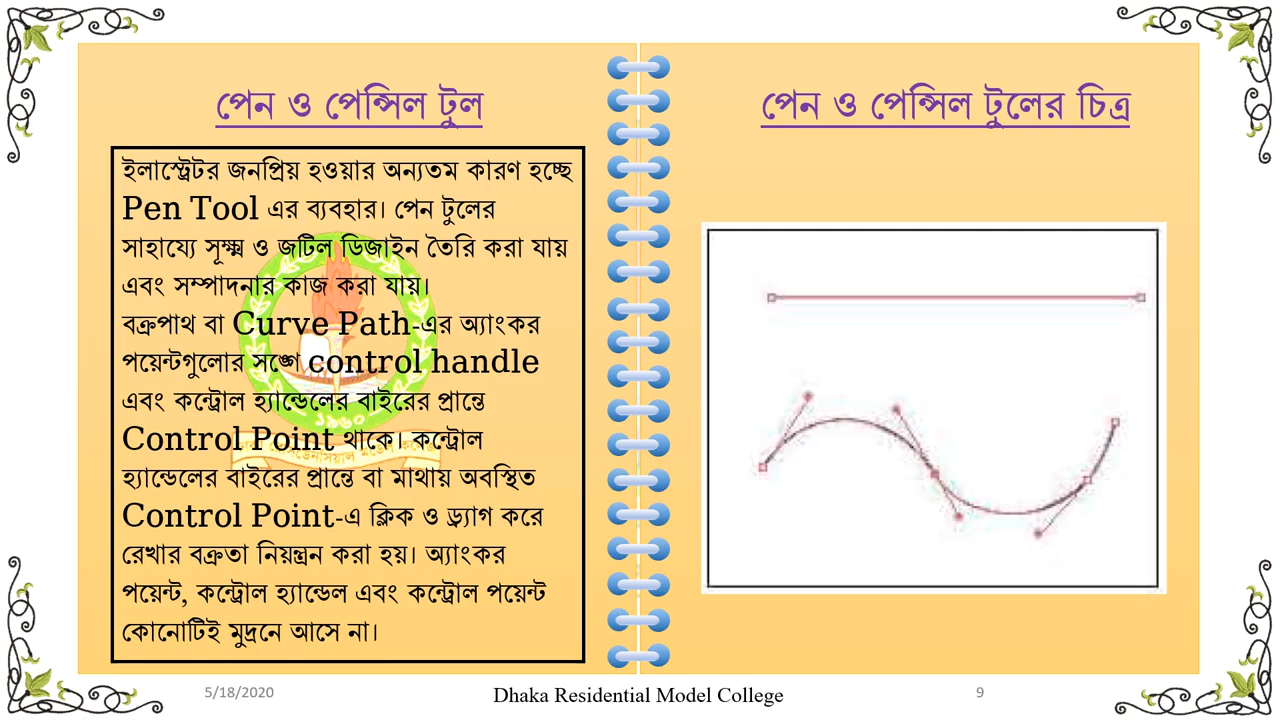 পেন ও পেন্সিল টুল
ইলাস্ট্রেটর জনপ্রিয় হওয়ার অন্যতম কারণ হচ্ছে
Pen Tool এর ব্যবহার। পেন টুলের
সাহায্যে সূক্ষ্ম ও জটিল ডিজাইন তৈরি করা যায়
এবং সম্পাদনার কাজ করা যায়।
বক্রপাথ বা Curve Path-এর অ্যাংকর
পয়েন্টগুলোর সঙ্গে control handle
এবং কন্ট্রোল হ্যান্ডেলের বাইরের প্রান্তে
Control Point থাকে। কন্ট্রোল
হ্যান্ডেলের বাইরের প্রান্তে বা মাথায় অবস্থিত
Control Point-এ ক্লিক ও ড্র্যাগ করে
রেখার বক্রতা নিয়ন্ত্রন করা হয়। অ্যাংকর
পয়েন্ট, কন্ট্রোল হ্যান্ডেল এবং কন্ট্রোল পয়েন্ট
কোনোটিই মুদ্রনে আসে না।
১৯৬০
পেন ও পেন্সিল টুলের চিত্র
5/18/2020
Dhaka Residential Model College
9